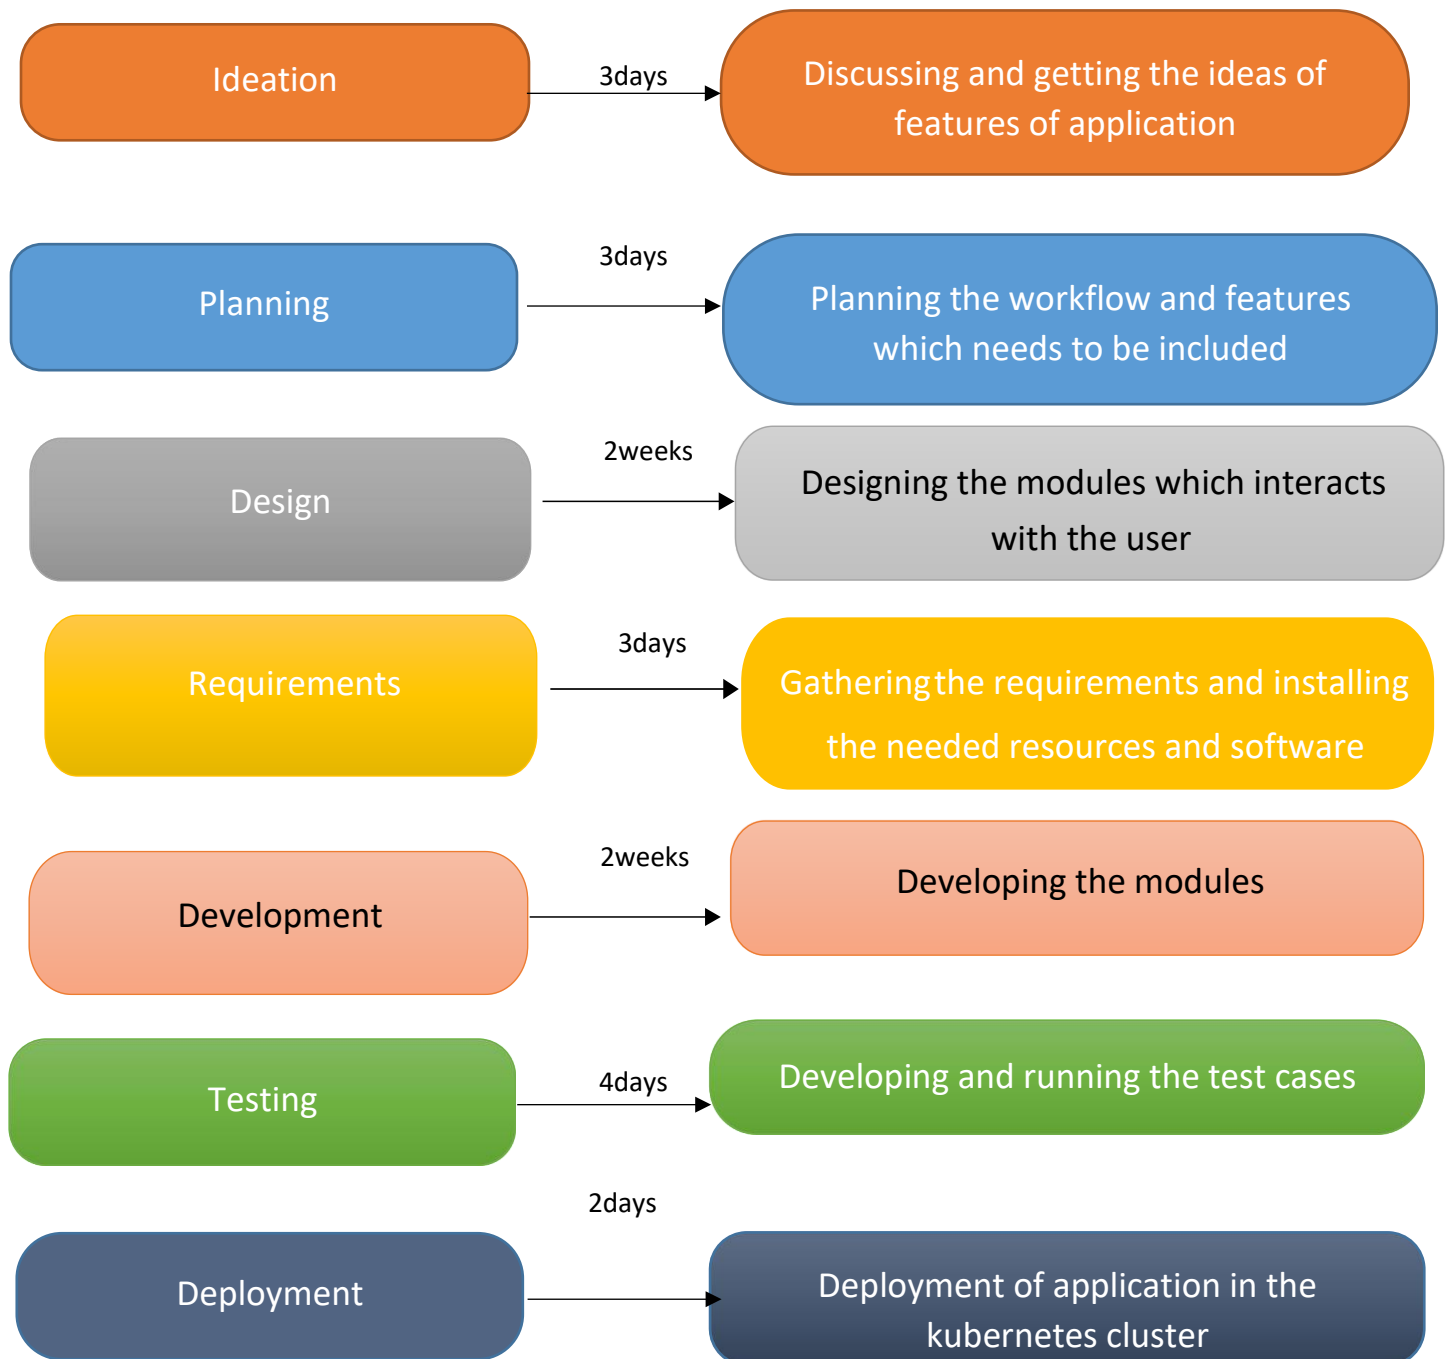 Ideation
3days
Discussing and getting the ideas of
features of application
Planning
3days
Planning the workflow and features
which needs to be included
Design
2weeks
Designing the modules which interacts
with the user
Requirements
3days
Gathering the requirements and installing
the needed resources and software
Development
2weeks
Developing the modules
Testing
4days
Developing and running the test cases
Deployment
2days
Deployment of application in the
kubernetes cluster